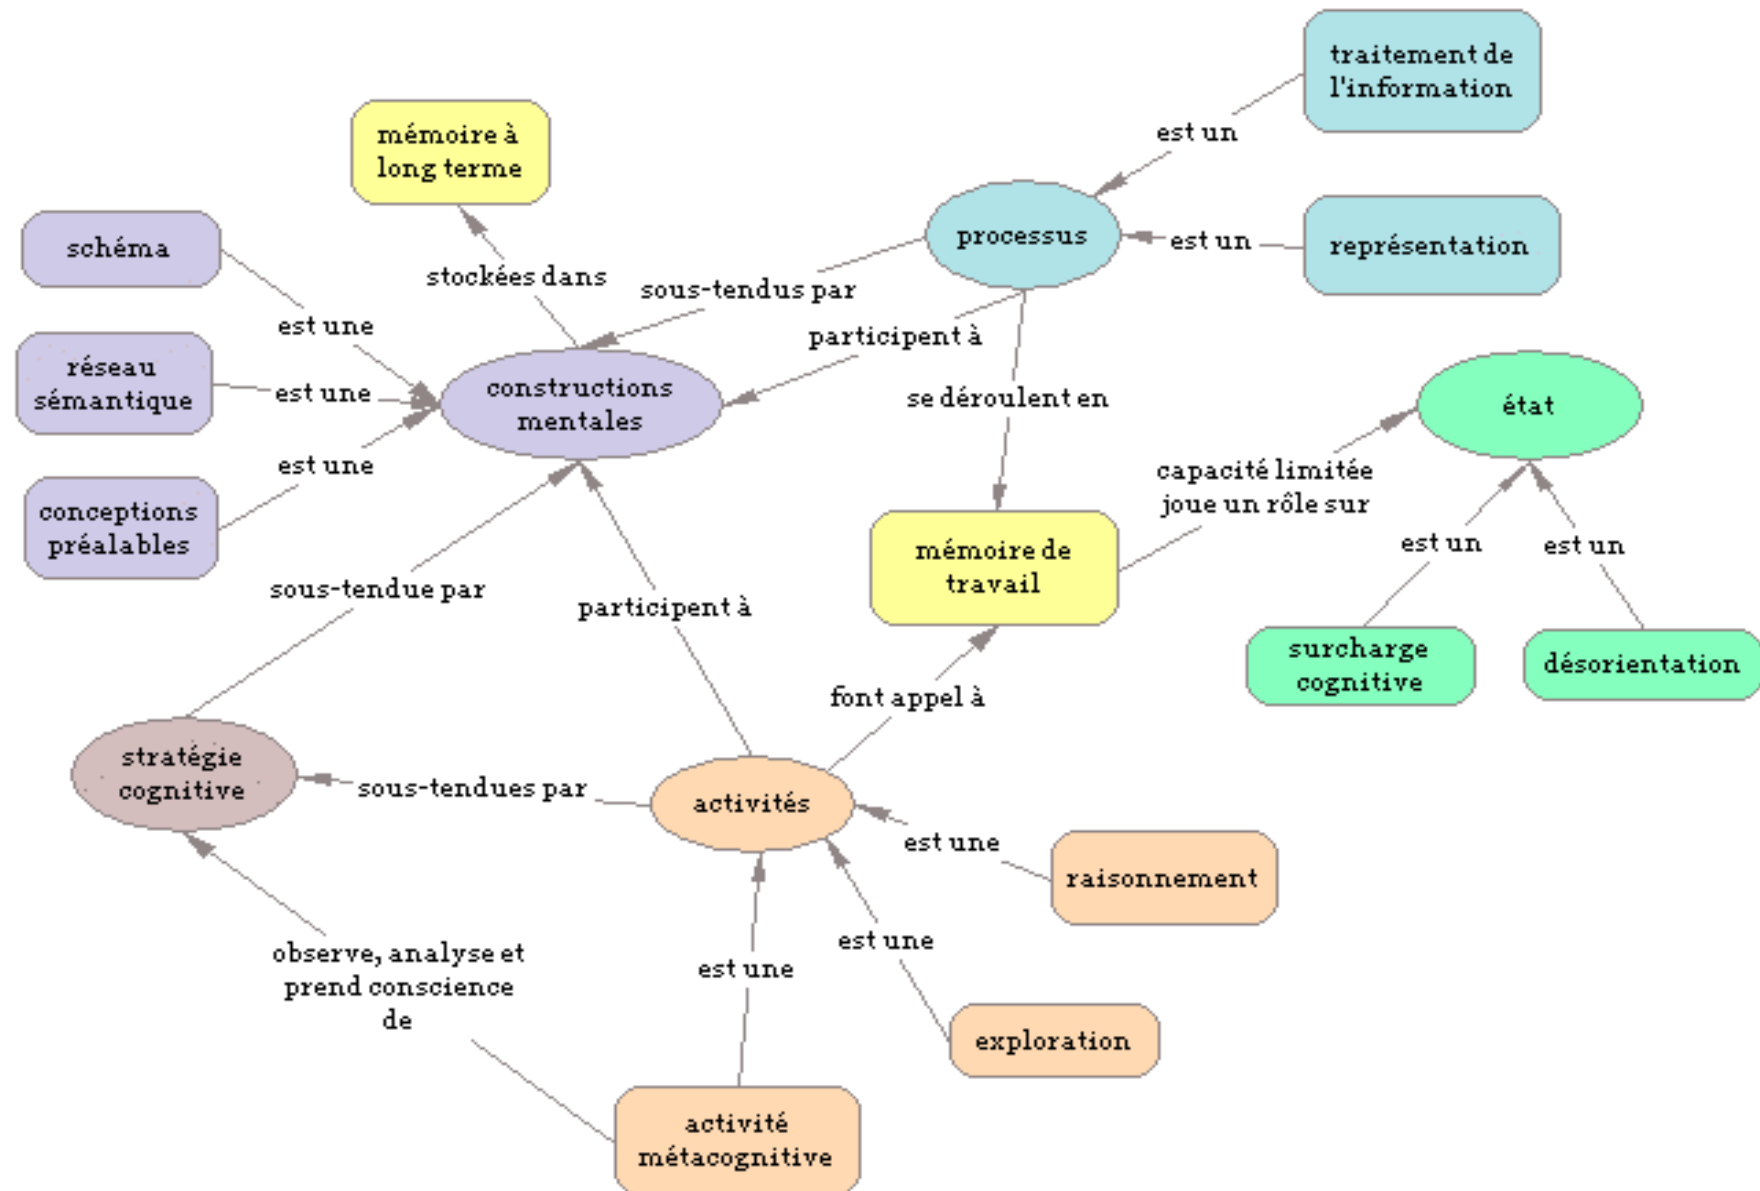 traitement de
l'information
est un
mémoire à
long terme
processus
est un
représentation
schéma
stockées dans
sous-tendus par
est une
participent à
réseau
sémantique
est une
constructions
mentales
se déroulent en
état
est une
capacité limitée
joue un rôle sur
conceptions
préalables
mémoire de
travail
est un
est un
sous-tendue par
participent à
surcharge
cognitive
désorientation
font appel à
stratégie
cognitive
sous-tendues par
activités
est une
raisonnement
observe, analyse et
prend conscience
de
est une
est une
exploration
activité
métacognitive